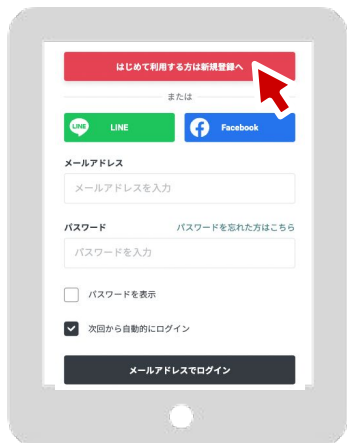 はじめて利用する方は新規登録へ
または
LINE LINE
Facebook
メールアドレス
メールアドレスを入力
パスワード パスワードを忘れた方はこちら
パスワードを入力
パスワードを表示
次回から自動的にログイン
メールアドレスでログイン